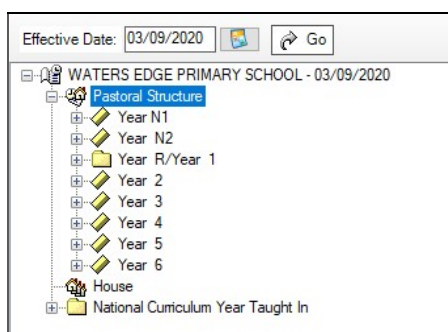 Effective Date: 03/09/2020 Go
WATERS EDGE PRIMARY SCHOOL - 03/09/2020
Pastoral Structure
Year N1
Year N2
Year R/Year 1
Year 2
Year 3
Year 4
Year 5
Year 6
House
National Curriculum Year Taught In